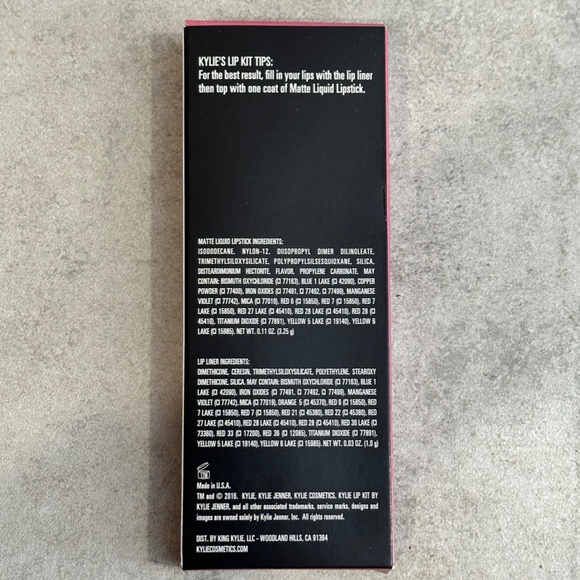 KYLIE'S LIP KIT TIPS:
For the best result, fill in your lips with the lip liner
then top with one coat of Matte Liquid Lipstick.
MATTE LIQUID LIPSTICK INGREDIENTS:
ISODODECANE, NYLON-12, DIISOPROPYL DIMER DILINOLEATE,
TRIMETHYLSILOXYSILICATE, POLYPROPYLSILSESQUIOXANE, SILICA,
DISTEARDIMONIUM HECTORITE, FLAVOR, PROPYLENE CARBONATE. MAY
CONTAIN: BISMUTH OXYCHLORIDE (CI 77163), BLUE 1 LAKE (CI 42090), COPPER
POWDER (CI 77400), IRON OXIDES (CI 77491, CI 77492, CI 77499), MANGANESE
VIOLET (CI 77742), MICA (CI 77019), RED 6 (CI 15850), RED 7 (CI 15850), RED 7
LAKE (CI 15850), RED 27 LAKE (CI 45410), RED 28 LAKE (CI 45410), RED 28 (CI
45410), TITANIUM DIOXIDE (CI 77891), YELLOW 5 LAKE (CI 19140), YELLOW 6
LAKE (CI 15985). NET WT. 0.11 OZ. (3.25 g)
LIP LINER INGREDIENTS:
DIMETHICONE, CERESIN, TRIMETHYLSILOXYSILICATE, POLYETHYLENE, STEAROXY
DIMETHICONE, SILICA. MAY CONTAIN: BISMUTH OXYCHLORIDE (CI 77163), BLUE 1
LAKE (CI 42090), IRON OXIDES (CI 77491, CI 77492, CI 77499), MANGANESE
VIOLET (CI 77742), MICA (CI 77019), ORANGE 5 (CI 45370), RED 6 (CI 15850), RED
7 LAKE (CI 15850), RED 7 (CI 15850), RED 21 (CI 45380), RED 22 (CI 45380), RED
27 LAKE (CI 45410), RED 28 LAKE (CI 45410), RED 28 (CI 45410), RED 30 LAKE (CI
73360), RED 33 (CI 17200), RED 36 (CI 12085), TITANIUM DIOXIDE (CI 77891),
YELLOW 5 LAKE (CI 19140), YELLOW 6 LAKE (CI 15985). NET WT. 0.03 OZ. (1.0 g)
Made in U.S.A.
TM and © 2016. KYLIE, KYLIE JENNER, KYLIE COSMETICS, KYLIE LIP KIT BY
KYLIE JENNER, and all other associated trademarks, service marks, designs and
images are owned solely by Kylie Jenner, Inc. All rights reserved.
DIST. BY KING KYLIE, LLC - WOODLAND HILLS, CA 91364
KYLIECOSMETICS.COM